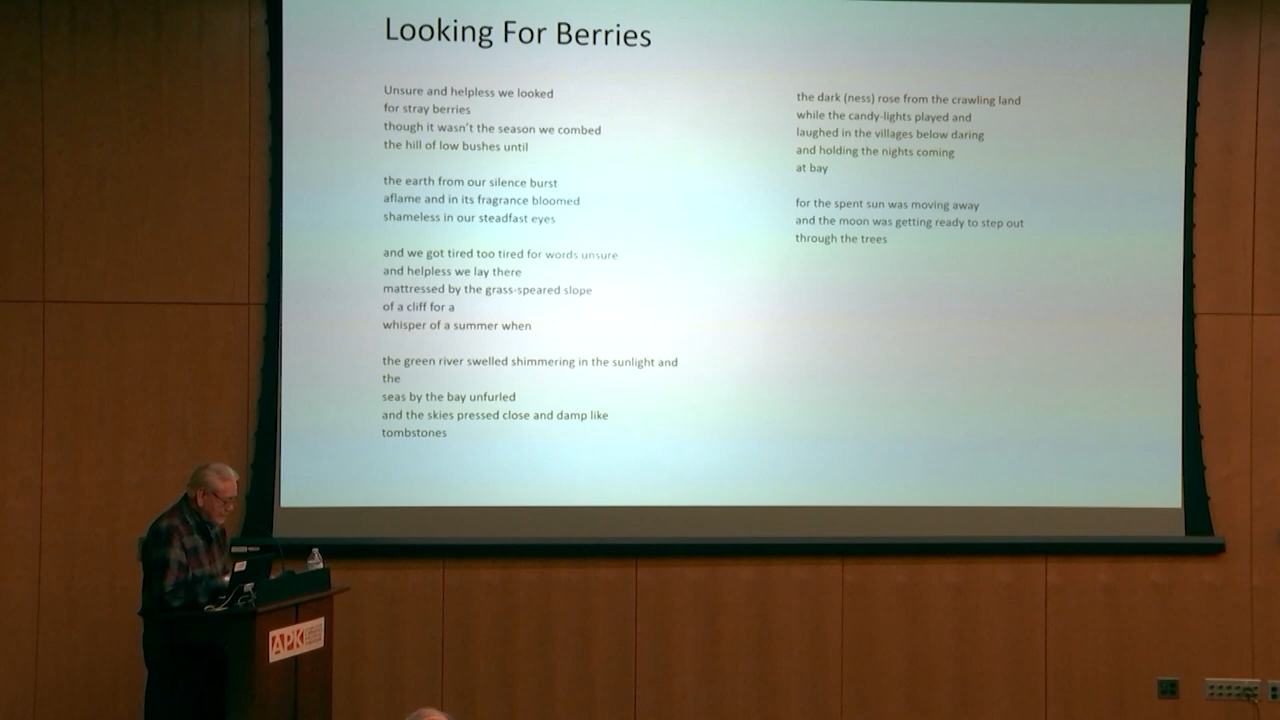 Looking For Berries
Unsure and helpless we looked
for stray berries
though it wasn't the season we combed
the hill of low bushes until
the earth from our silence burst
aflame and in its fragrance bloomed
shameless in our steadfast eyes
and we got tired too tired for words unsure
and helpless we lay there
mattressed by the grass-speared slope
of a cliff for a
whisper of a summer when
the green river swelled shimmering in the sunlight and
the
seas by the bay unfurled
and the skies pressed close and damp like
tombstones
the dark (ness) rose from the crawling land
while the candy-lights played and
laughed in the villages below daring
and holding the nights coming
at bay
for the spent sun was moving away
and the moon was getting ready to step out
through the trees
APK